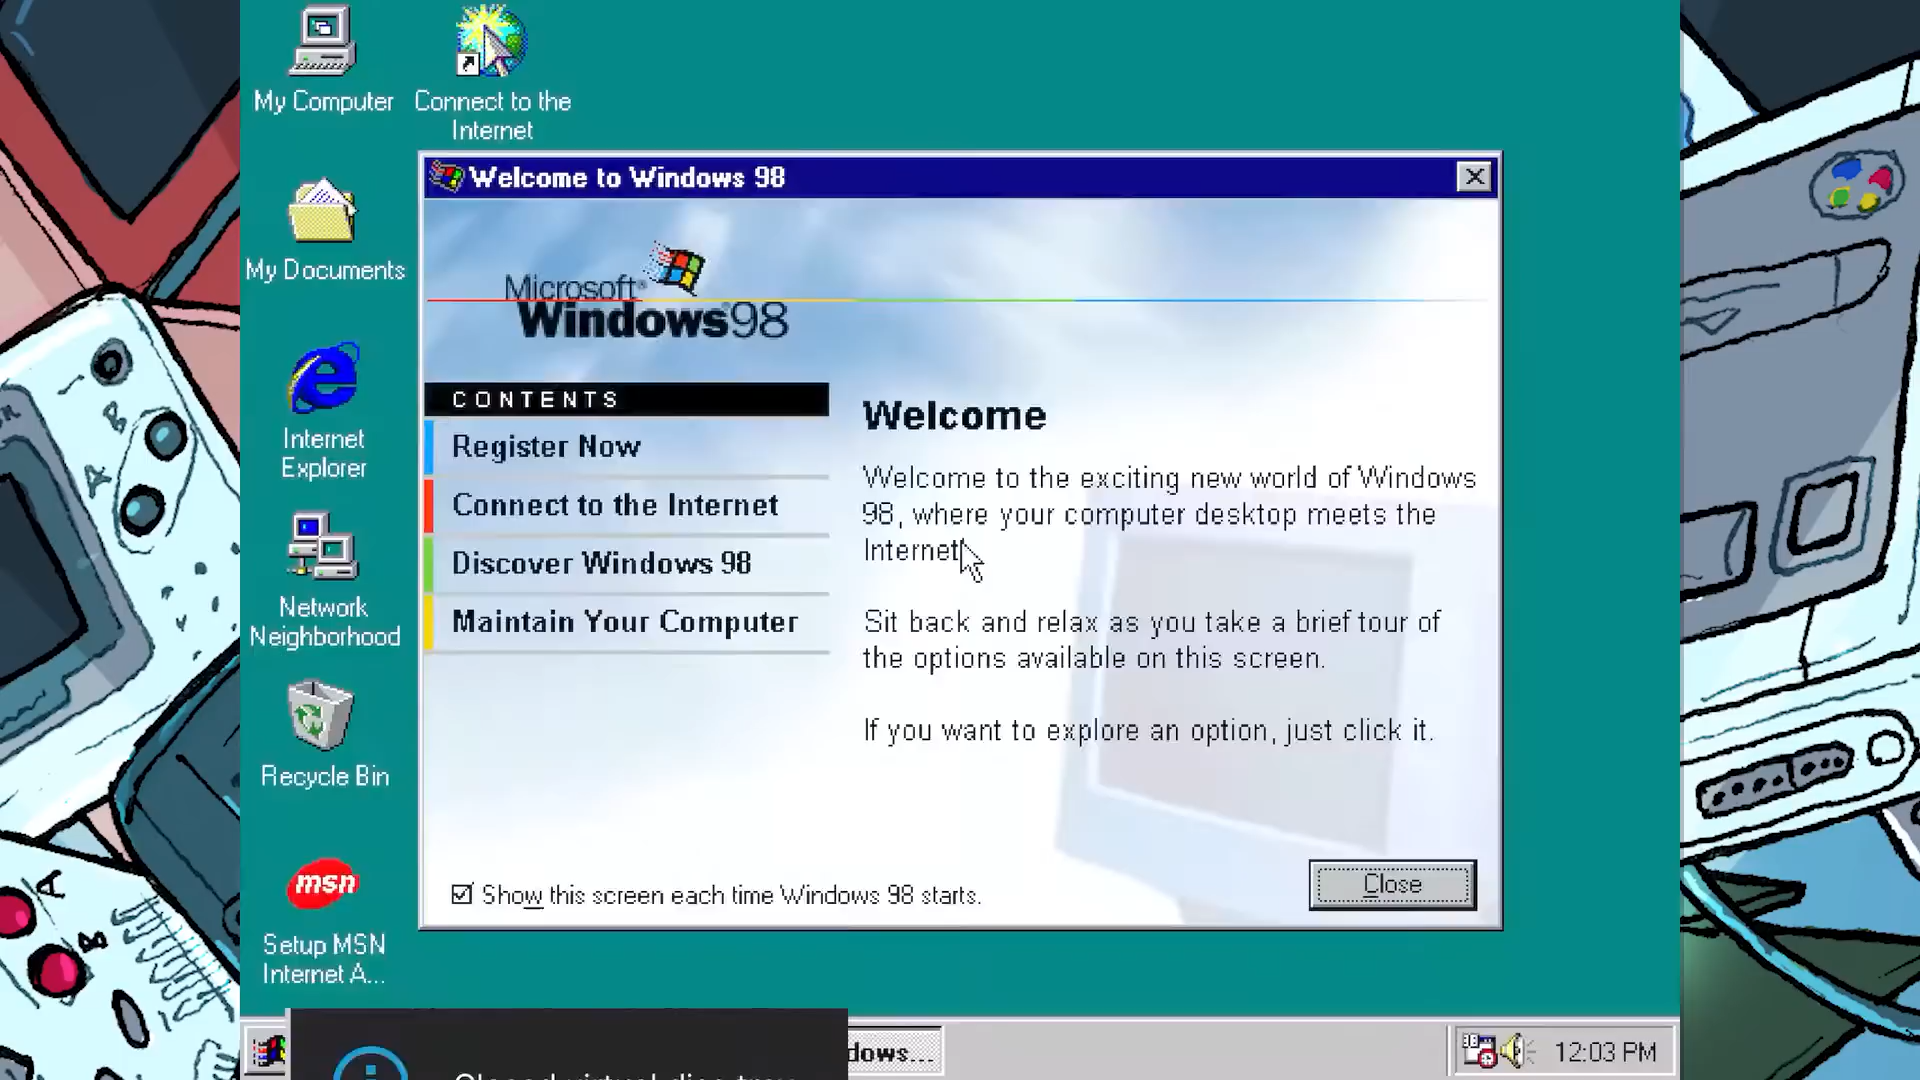 My Computer
Connect to the
Internet
My Documents
Internet
Explorer
Network
Neighborhood
Recycle Bin
msn
Setup MSN
Internet A...
Welcome to Windows 98
Microsoft
Windows 98
CONTENTS
Register Now
Connect to the Internet
Discover Windows 98
Maintain Your Computer
Welcome
Welcome to the exciting new world of Windows
98, where your computer desktop meets the
Internet
Sit back and relax as you take a brief tour of
the options available on this screen.
If you want to explore an option, just click it.
Show this screen each time Windows 98 starts.
Close
dows...
12:03 PM
B
A
A
B